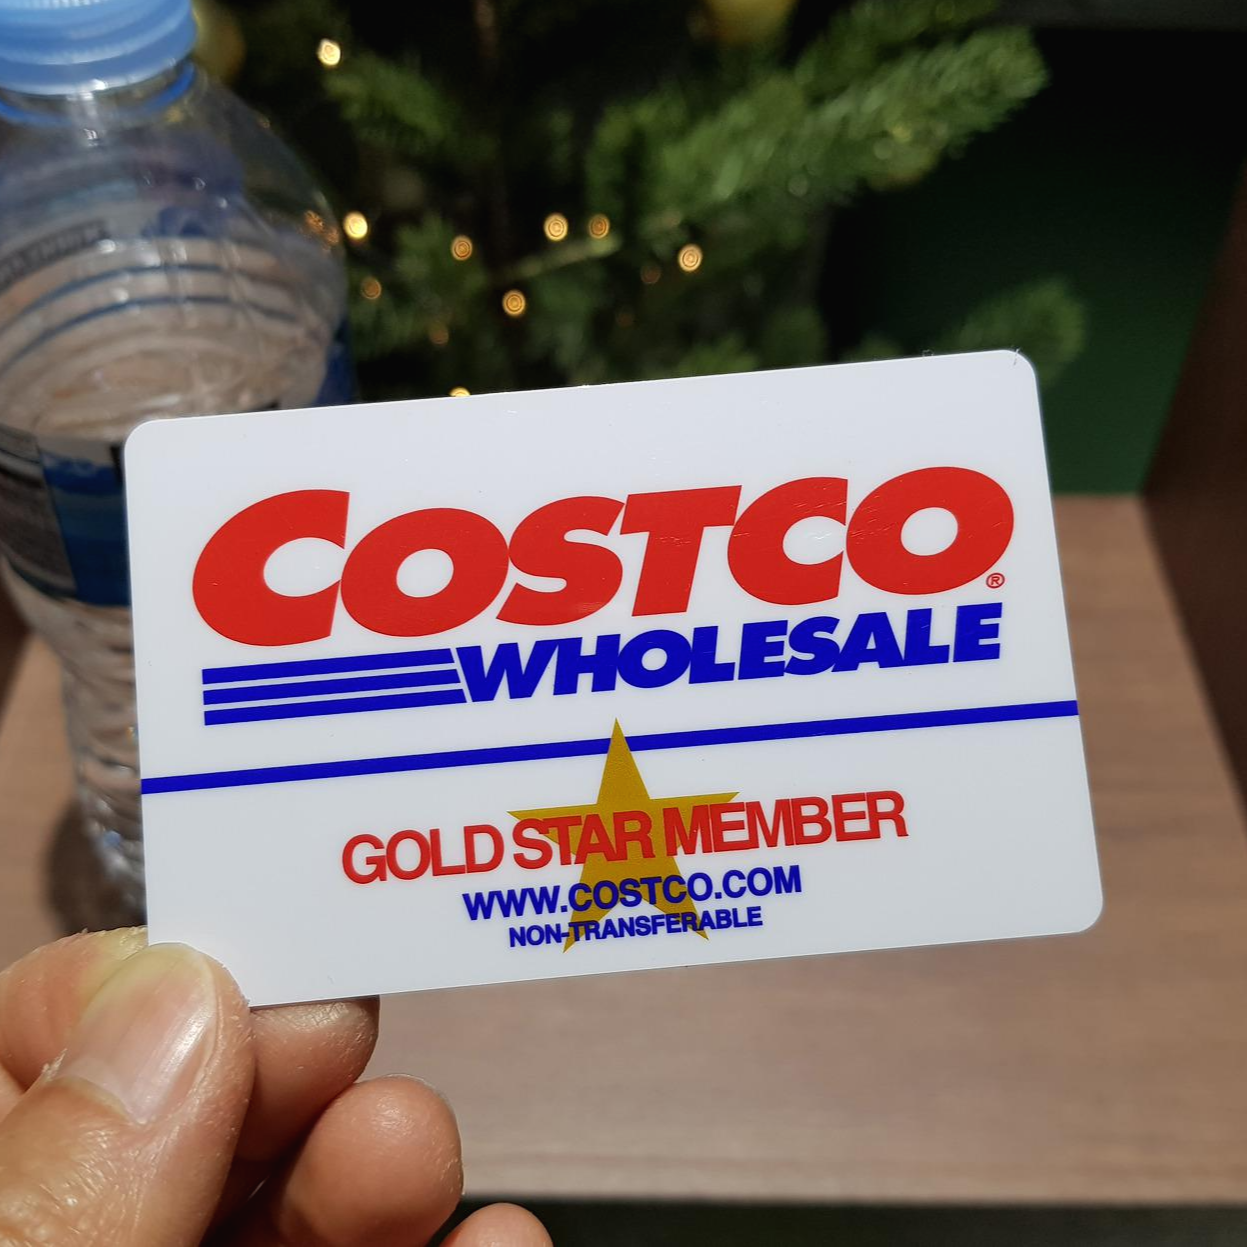 COSTCO®
WHOLESALE
GOLD STAR MEMBER
WWW.COSTCO.COM
NON-TRANSFERABLE